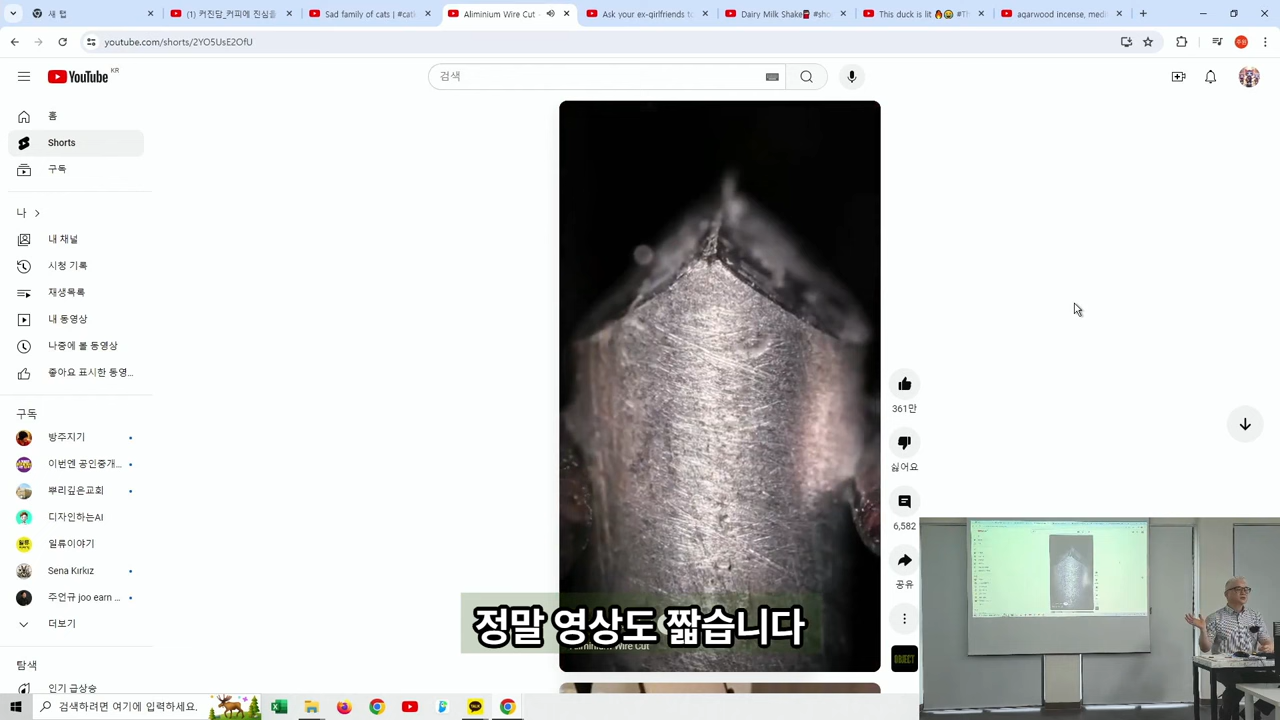 새 탭
(1) 커진담_커피에 진심을
Sad family of cats | #cat
Aliminium Wire Cut -
Ask your ex-girlfriends to
Dairy Milk Shake #sho
This duck is lit #Th
agarwood incense, medi
youtube.com/shorts/2YO5UsE2OfU
YouTube KR
검색
홈
Shorts
구독
나
내 채널
시청 기록
재생목록
내 동영상
나중에 볼 동영상
좋아요 표시한 동영...
구독
방주지기
이번엔 공인중개...
뿌리깊은교회
디자인하는AI
일류이야기
Sena Kırkız
주언규 joo earn ...
더보기
탐색
인기 급상승
361만
싫어요
6,582
공유
OBJECT
정말 영상도 짧습니다
Aluminium Wire Cut
검색하려면 여기에 입력하세요.